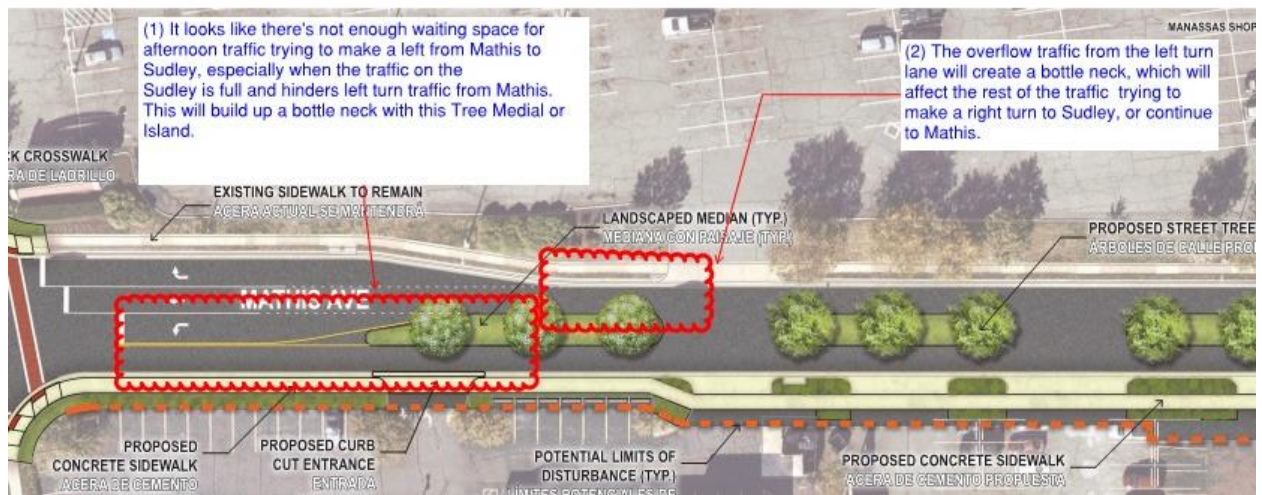 (1) It looks like there's not enough waiting space for
afternoon traffic trying to make a left from Mathis to
Sudley, especially when the traffic on the
Sudley is full and hinders left turn traffic from Mathis.
This will build up a bottle neck with this Tree Medial or
Island.
MANASSAS SHOP
(2) The overflow traffic from the left turn
lane will create a bottle neck, which will
affect the rest of the traffic trying to
make a right turn to Sudley, or continue
to Mathis.
CK CROSSWALK
RA DE LADRILLO
EXISTING SIDEWALK TO REMAIN
ACERA ACTUAL SE MANTENDRÁ
LANDSCAPED MEDIAN (TYP.)
MEDIANA CON PAISAJE (TYP.)
PROPOSED STREET TREE
ÁRBOLES DE CALLE PRO
MATHIS AVE
PROPOSED
CONCRETE SIDEWALK
ACERA DE CEMENTO
PROPOSED CURB
CUT ENTRANCE
ENTRADA
POTENTIAL LIMITS OF
DISTURBANCE (TYP.)
LÍMITES POTENCIALES DE
PROPOSED CONCRETE SIDEWALK
ACERA DE CEMENTO PROPUESTA